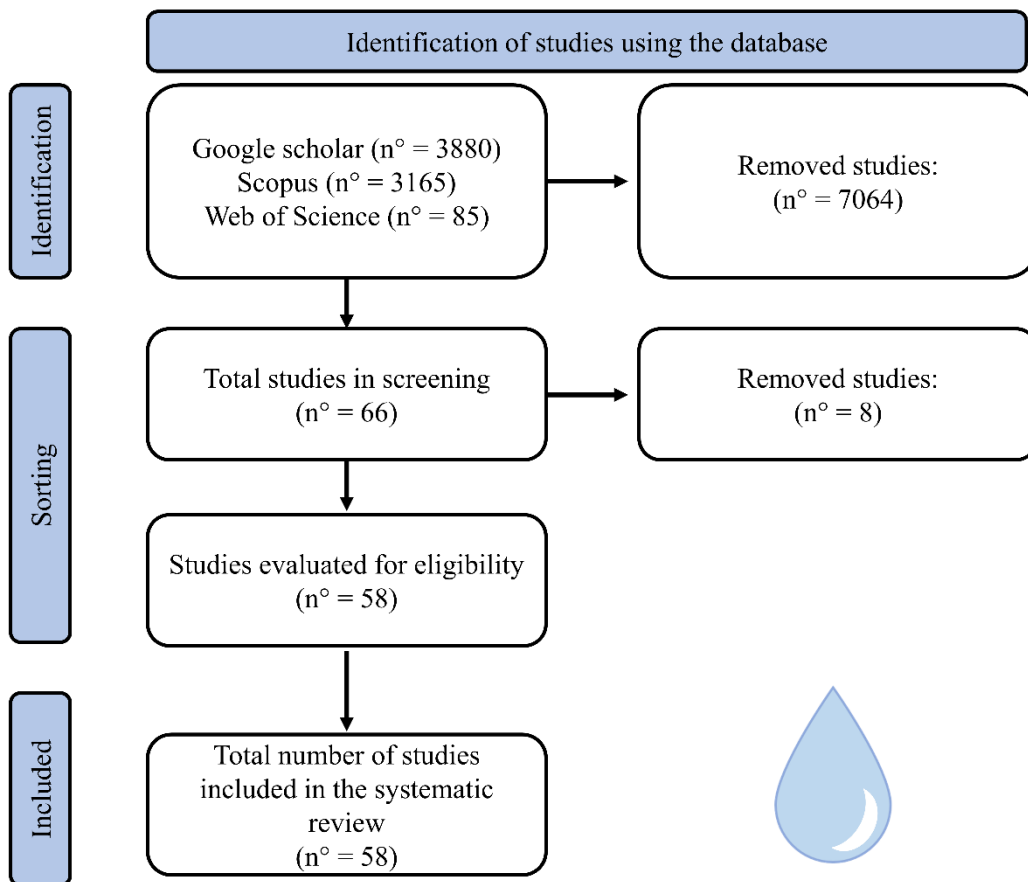 Identification of studies using the database
Identification
Google scholar (n° = 3880)
Scopus (n° = 3165)
Web of Science (n° = 85)
Removed studies:
(n° = 7064)
Sorting
Total studies in screening
(n° = 66)
Removed studies:
(n° = 8)
Studies evaluated for eligibility
(n° = 58)
Included
Total number of studies
included in the systematic
review
(n° = 58)